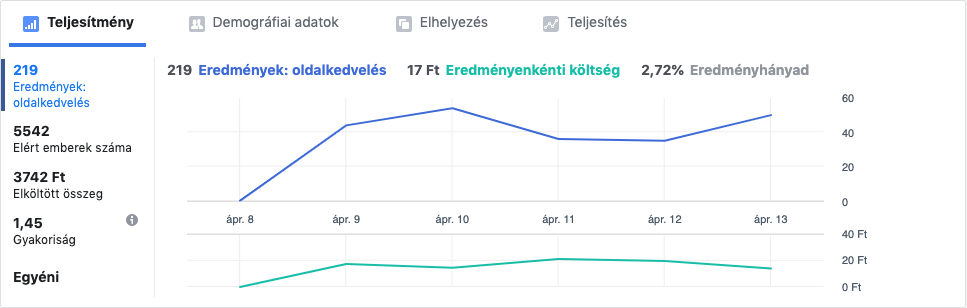 Teljesítmény
Demográfiai adatok
Elhelyezés
Teljesítés
219
Eredmények:
oldalkedvelés
5542
Elért emberek száma
3742 Ft
Elköltött összeg
1,45
Gyakoriság
Egyéni
219 Eredmények: oldalkedvelés
17 Ft Eredményenkénti költség
2,72% Eredményhányad
60
40
20
0
ápr. 8
ápr. 9
ápr. 10
ápr. 11
ápr. 12
ápr. 13
40 Ft
20 Ft
0 Ft